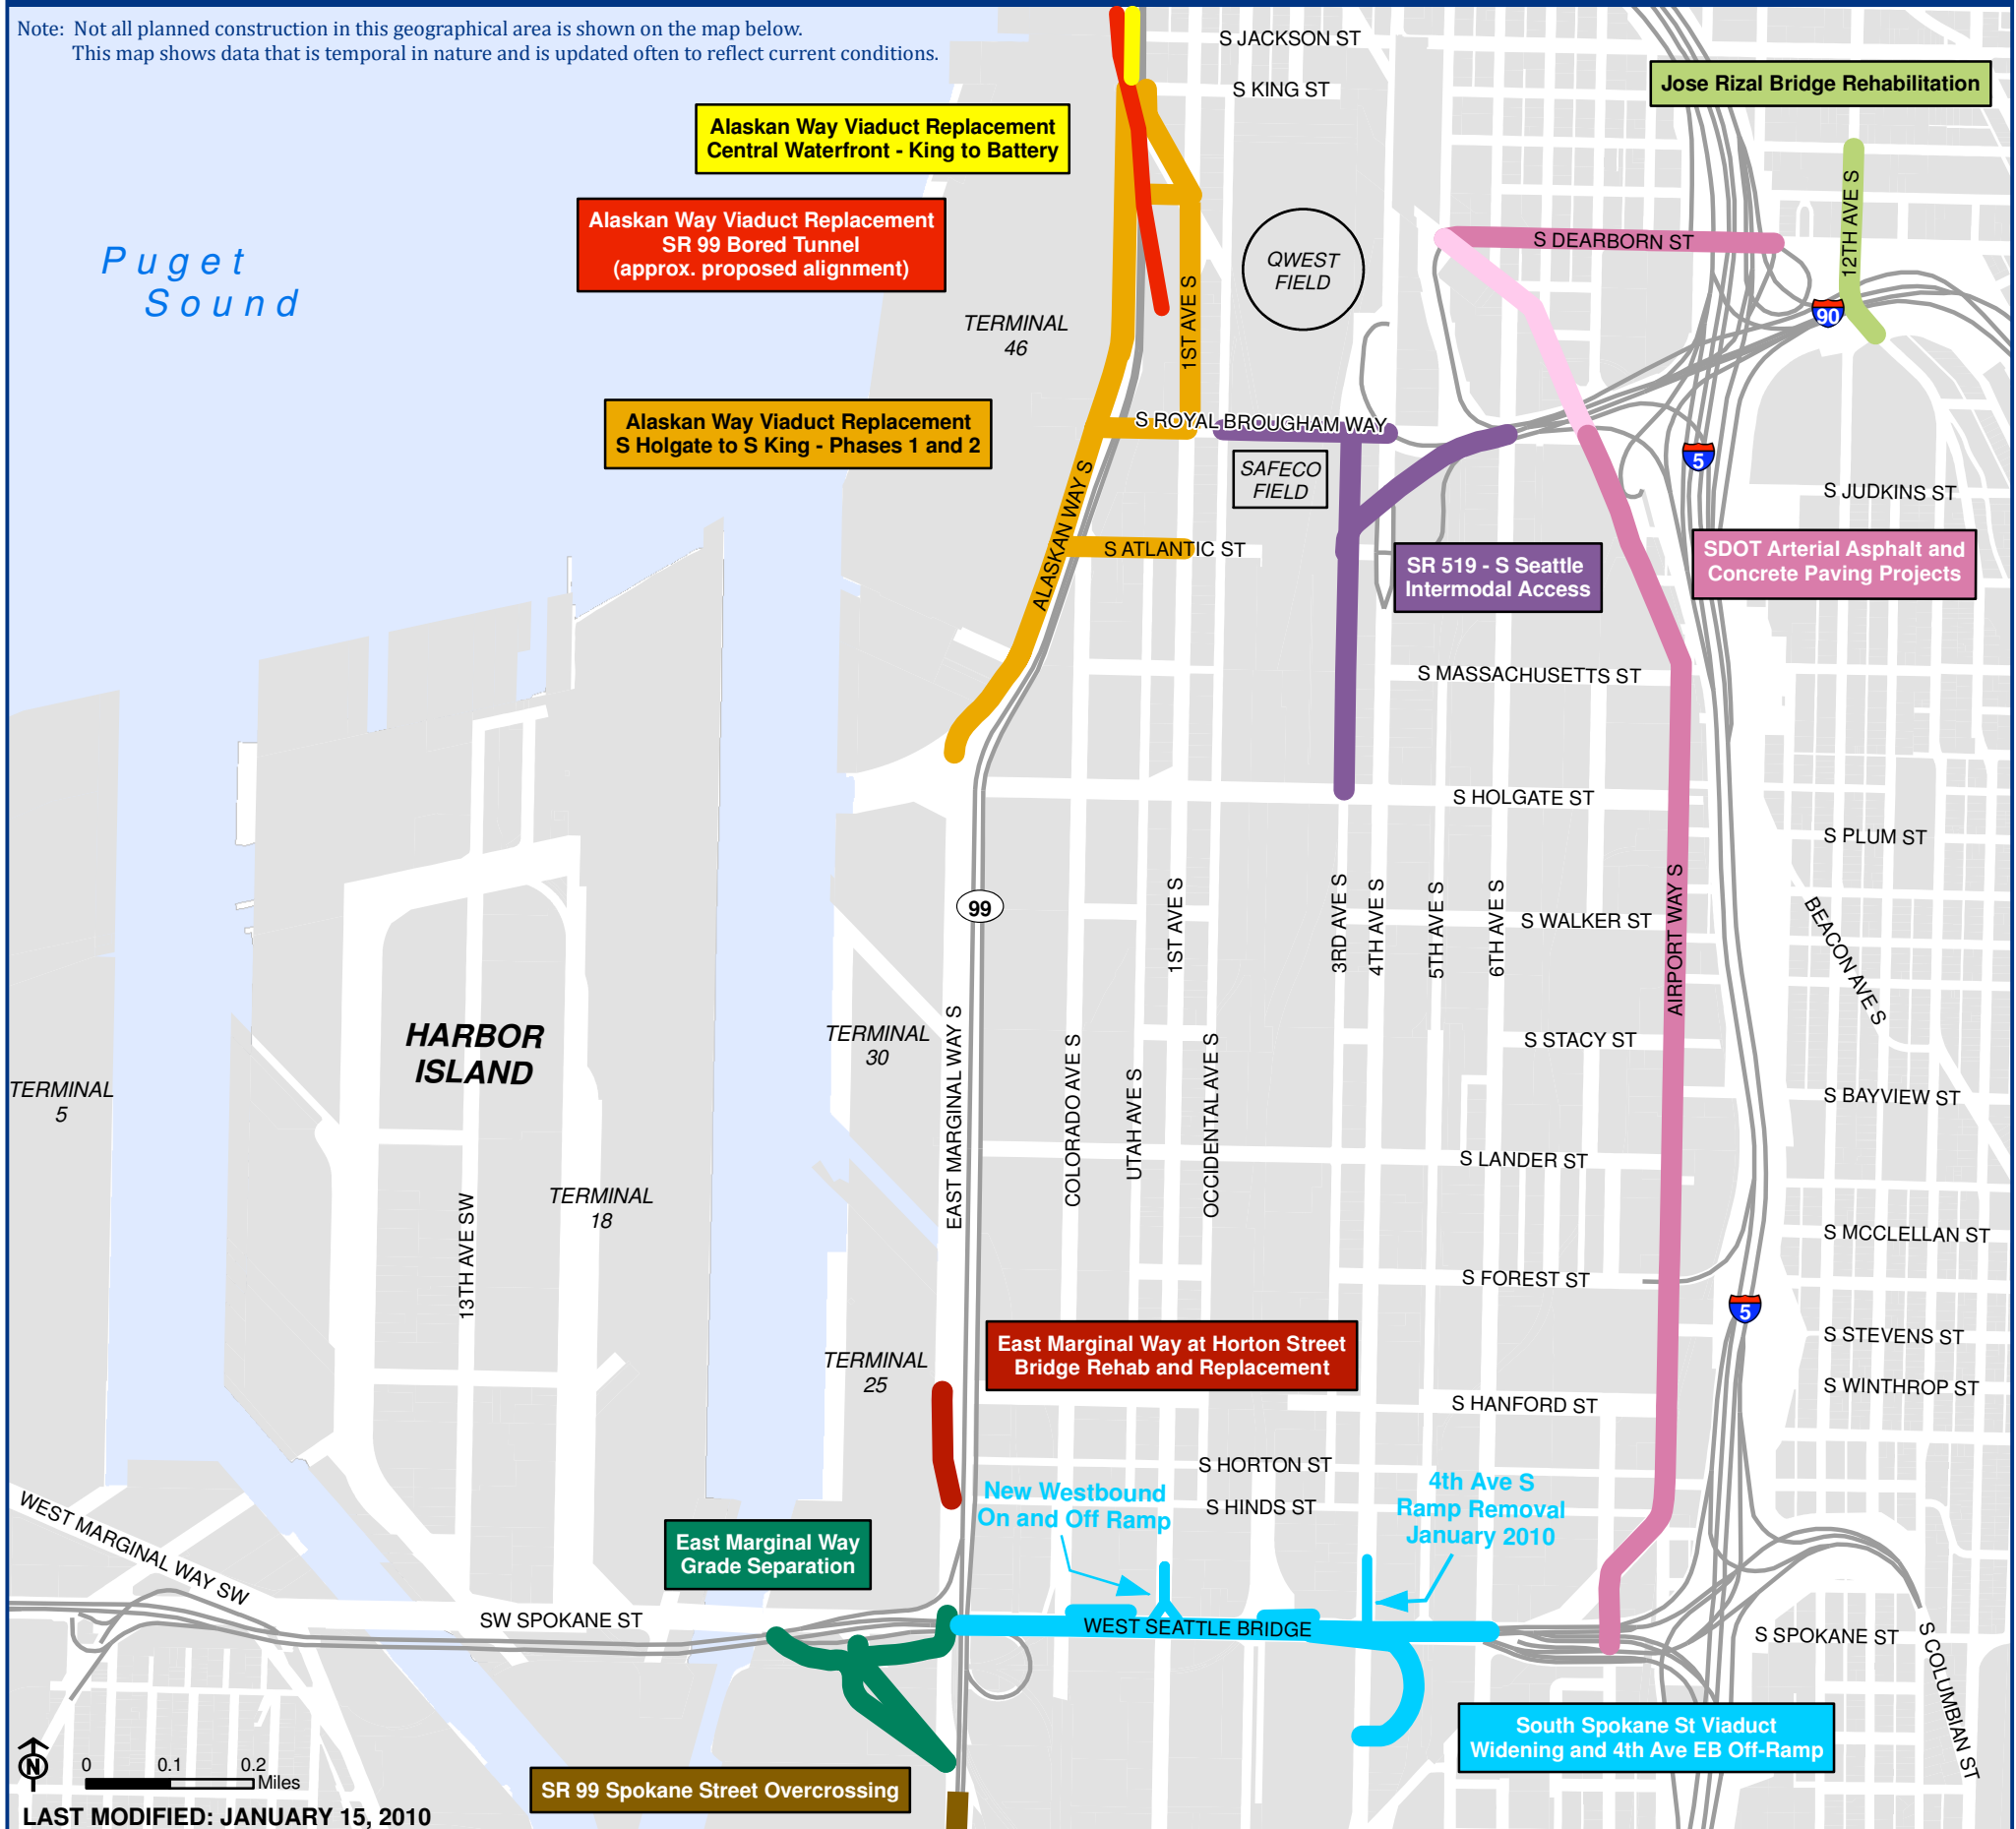 Note: Not all planned construction in this geographical area is shown on the map below.
This map shows data that is temporal in nature and is updated often to reflect current conditions.
S JACKSON ST
S KING ST
Jose Rizal Bridge Rehabilitation
Alaskan Way Viaduct Replacement
Central Waterfront - King to Battery
Alaskan Way Viaduct Replacement
SR 99 Bored Tunnel
(approx. proposed alignment)
Puget
Sound
QWEST
FIELD
S DEARBORN ST
12TH AVE S
90
TERMINAL
46
1ST AVE S
Alaskan Way Viaduct Replacement
S Holgate to S King - Phases 1 and 2
S ROYAL BROUGHAM WAY
SAFECO
FIELD
5
S JUDKINS ST
ALASKAN WAY S
S ATLANTIC ST
SR 519 - S Seattle
Intermodal Access
SDOT Arterial Asphalt and
Concrete Paving Projects
S MASSACHUSETTS ST
S HOLGATE ST
S PLUM ST
99
1ST AVE S
3RD AVE S
4TH AVE S
5TH AVE S
6TH AVE S
S WALKER ST
AIRPORT WAY S
BEACON AVE S
HARBOR
ISLAND
TERMINAL
30
EAST MARGINAL WAY S
COLORADO AVE S
UTAH AVE S
OCCIDENTAL AVE S
S STACY ST
TERMINAL
5
S BAYVIEW ST
S LANDER ST
13TH AVE SW
TERMINAL
18
S MCCLELLAN ST
S FOREST ST
5
S STEVENS ST
East Marginal Way at Horton Street
Bridge Rehab and Replacement
TERMINAL
25
S WINTHROP ST
S HANFORD ST
S HORTON ST
S HINDS ST
New Westbound
On and Off Ramp
4th Ave S
Ramp Removal
January 2010
WEST MARGINAL WAY SW
East Marginal Way
Grade Separation
SW SPOKANE ST
WEST SEATTLE BRIDGE
S SPOKANE ST
S COLUMBIAN ST
South Spokane St Viaduct
Widening and 4th Ave EB Off-Ramp
N
0 0.1 0.2
Miles
SR 99 Spokane Street Overcrossing
LAST MODIFIED: JANUARY 15, 2010